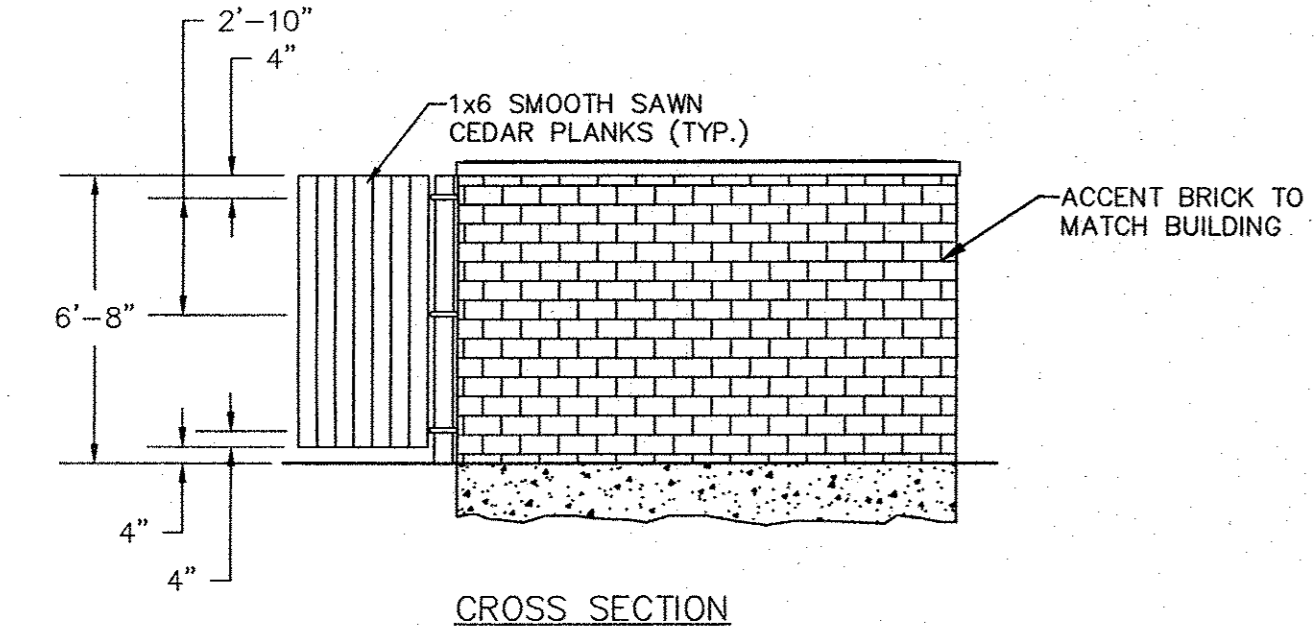 2'-10"
4"
1x6 SMOOTH SAWN
CEDAR PLANKS (TYP.)
ACCENT BRICK TO
MATCH BUILDING
6'-8"
4"
4"
CROSS SECTION